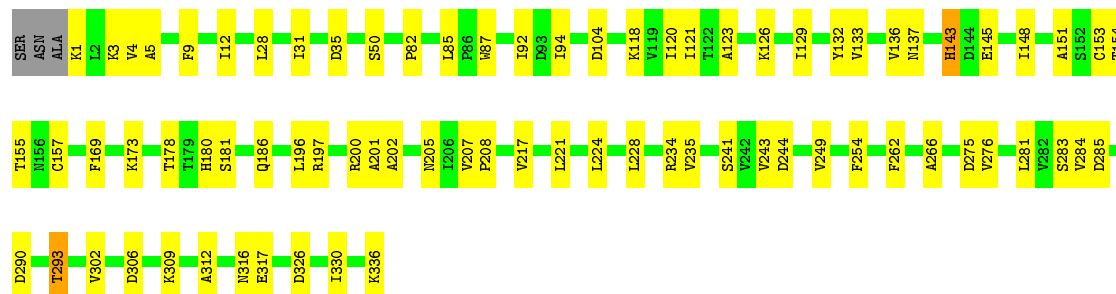 SER ASN ALA K1 L2 K3 V4 A5 F9 I12 L28 I31 D35 S50 P82 L85 P86 W87 I92 D93 I94 D104 K118 V119 I120 I121 T122 A123 K126 I129 Y132 V133 V136 N137 H143 D144 E145 I148 A151 S152 C153 T154
T155 N156 C157 F169 K173 T178 T179 H180 S181 Q186 L196 R197 R200 A201 A202 N205 I206 V207 P208 V217 L221 L224 L228 R234 V235 S241 V242 V243 D244 V249 F254 F262 A266 D275 V276 L281 V282 S283 V284 D285
D290 T293 V302 D306 K309 A312 N316 E317 D326 I330 K336